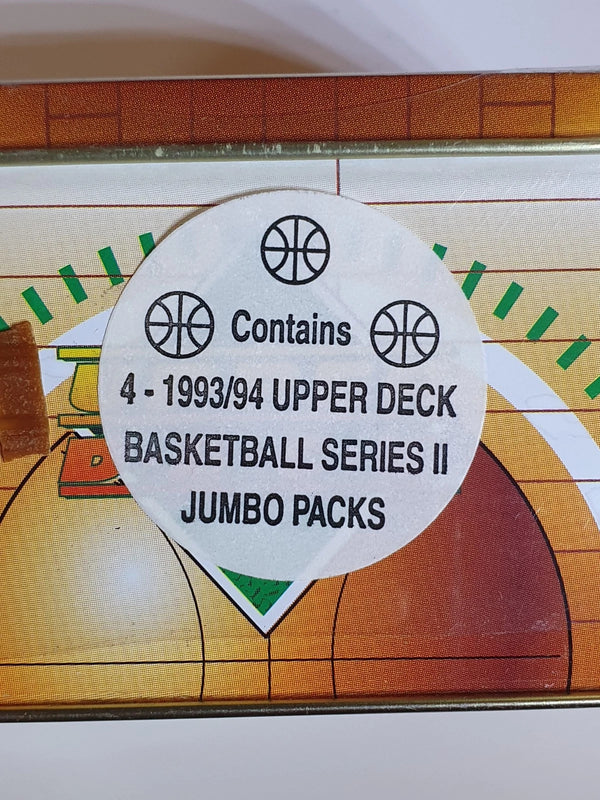 Contains
4 - 1993/94 UPPER DECK
BASKETBALL SERIES II
JUMBO PACKS